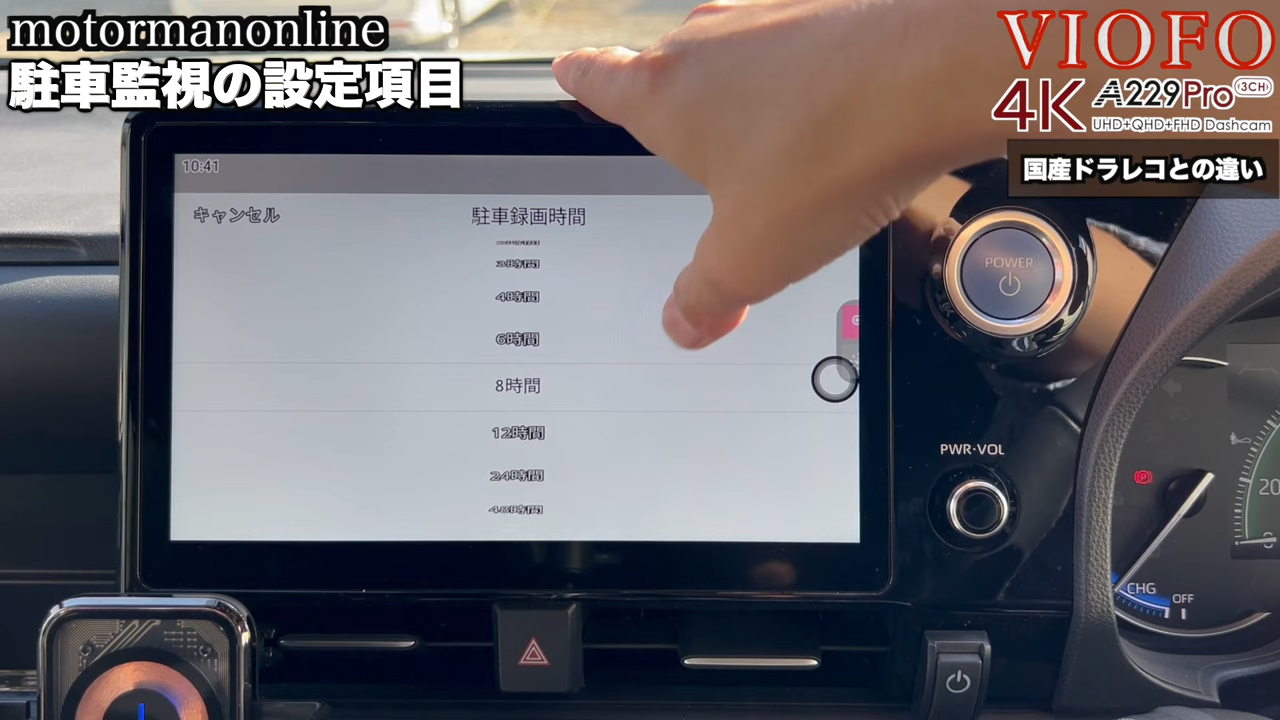 motormanonline
駐車監視の設定項目
VIOFO
4K A229Pro 3CH
UHD+QHD+FHD Dashcam
国産ドラレコとの違い
10:41
キャンセル
駐車録画時間
3時間
4時間
6時間
8時間
12時間
24時間
48時間
POWER
PWR·VOL
P
20
0
CHG
OFF